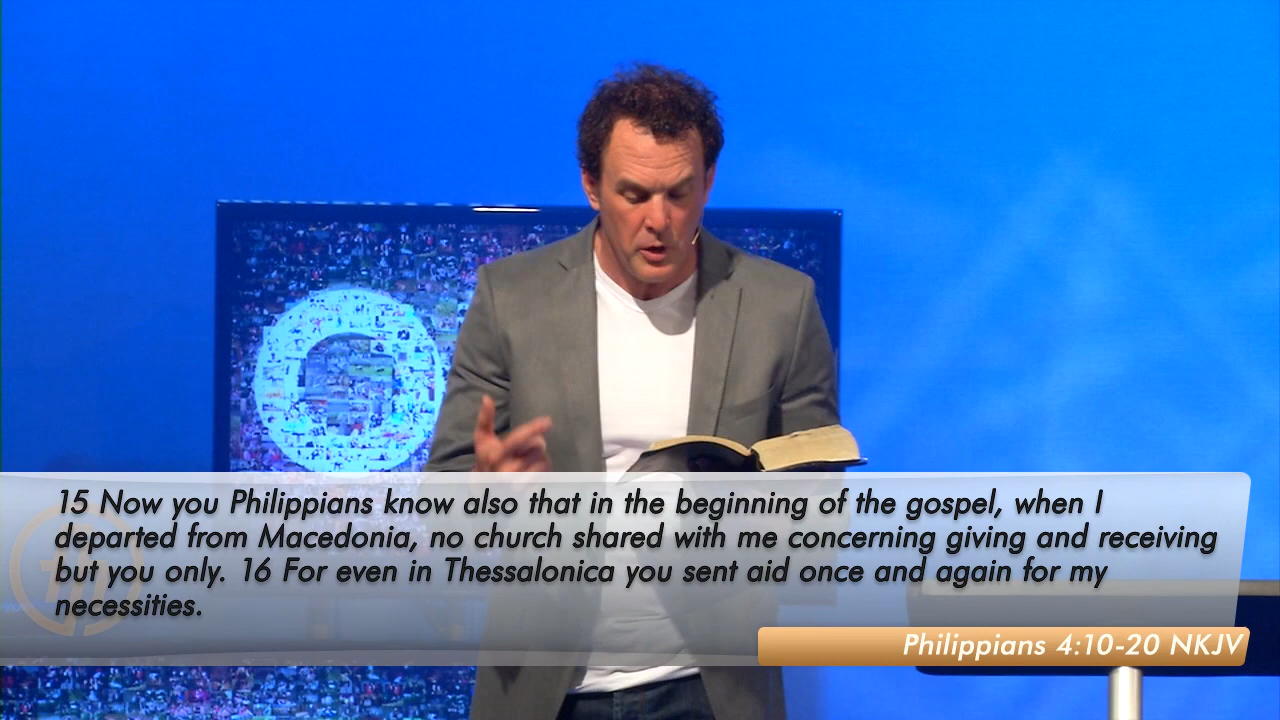 15 Now you Philippians know also that in the beginning of the gospel, when I
departed from Macedonia, no church shared with me concerning giving and receiving
but you only. 16 For even in Thessalonica you sent aid once and again for my
necessities.
Philippians 4:10-20 NKJV